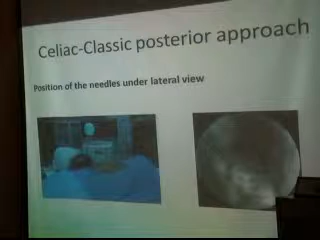 Celiac-Classic posterior approach
Position of the needles under lateral view